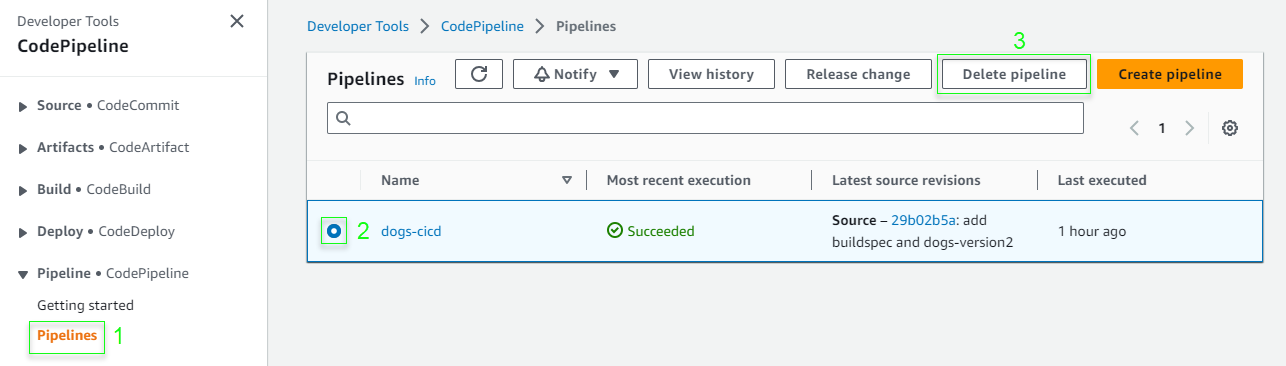 Developer Tools
CodePipeline
Source • CodeCommit
Artifacts • CodeArtifact
Build • CodeBuild
Deploy • CodeDeploy
Pipeline • CodePipeline
Getting started
Pipelines 1
Developer Tools > CodePipeline > Pipelines
3
Pipelines Info Notify View history Release change Delete pipeline Create pipeline
1
Name Most recent execution Latest source revisions Last executed
2 dogs-cicd Succeeded Source – 29b02b5a: add 1 hour ago
buildspec and dogs-version2